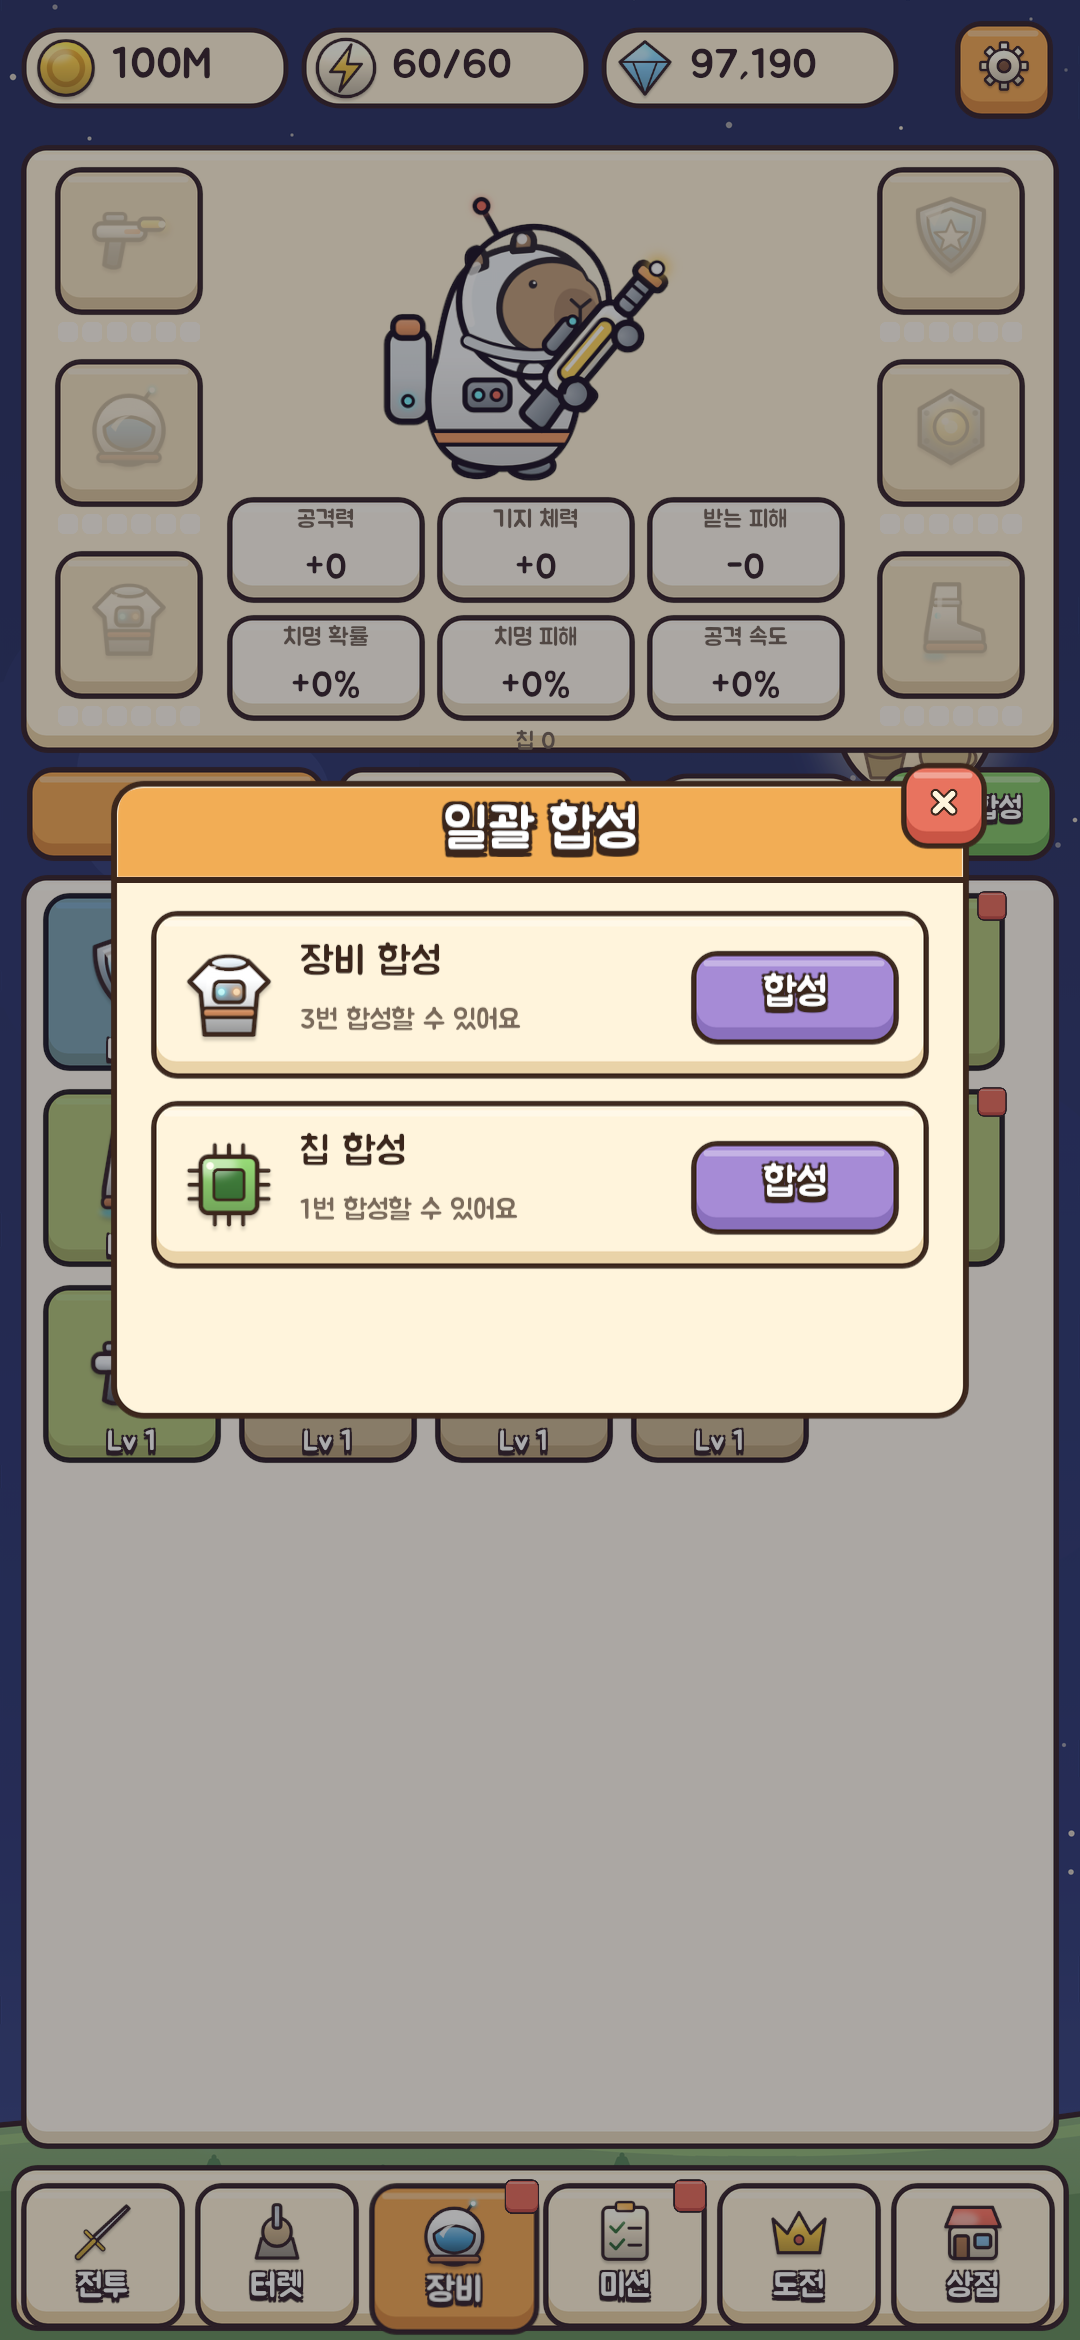 100M
60/60
97,190
공격력
+0
기지 체력
+0
받는 피해
-0
치명 확률
+0%
치명 피해
+0%
공격 속도
+0%
칩 0
일괄 합성
합성
장비 합성
3번 합성할 수 있어요
합성
칩 합성
1번 합성할 수 있어요
합성
Lv 1
Lv 1
Lv 1
Lv 1
전투
터렛
장비
미션
도전
상점